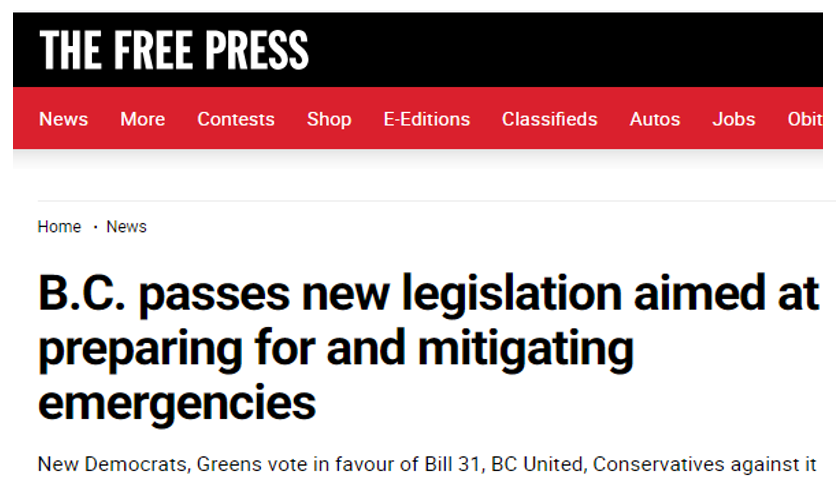 THE FREE PRESS
News More Contests Shop E-Editions Classifieds Autos Jobs Obit
Home · News
B.C. passes new legislation aimed at
preparing for and mitigating
emergencies
New Democrats, Greens vote in favour of Bill 31, BC United, Conservatives against it